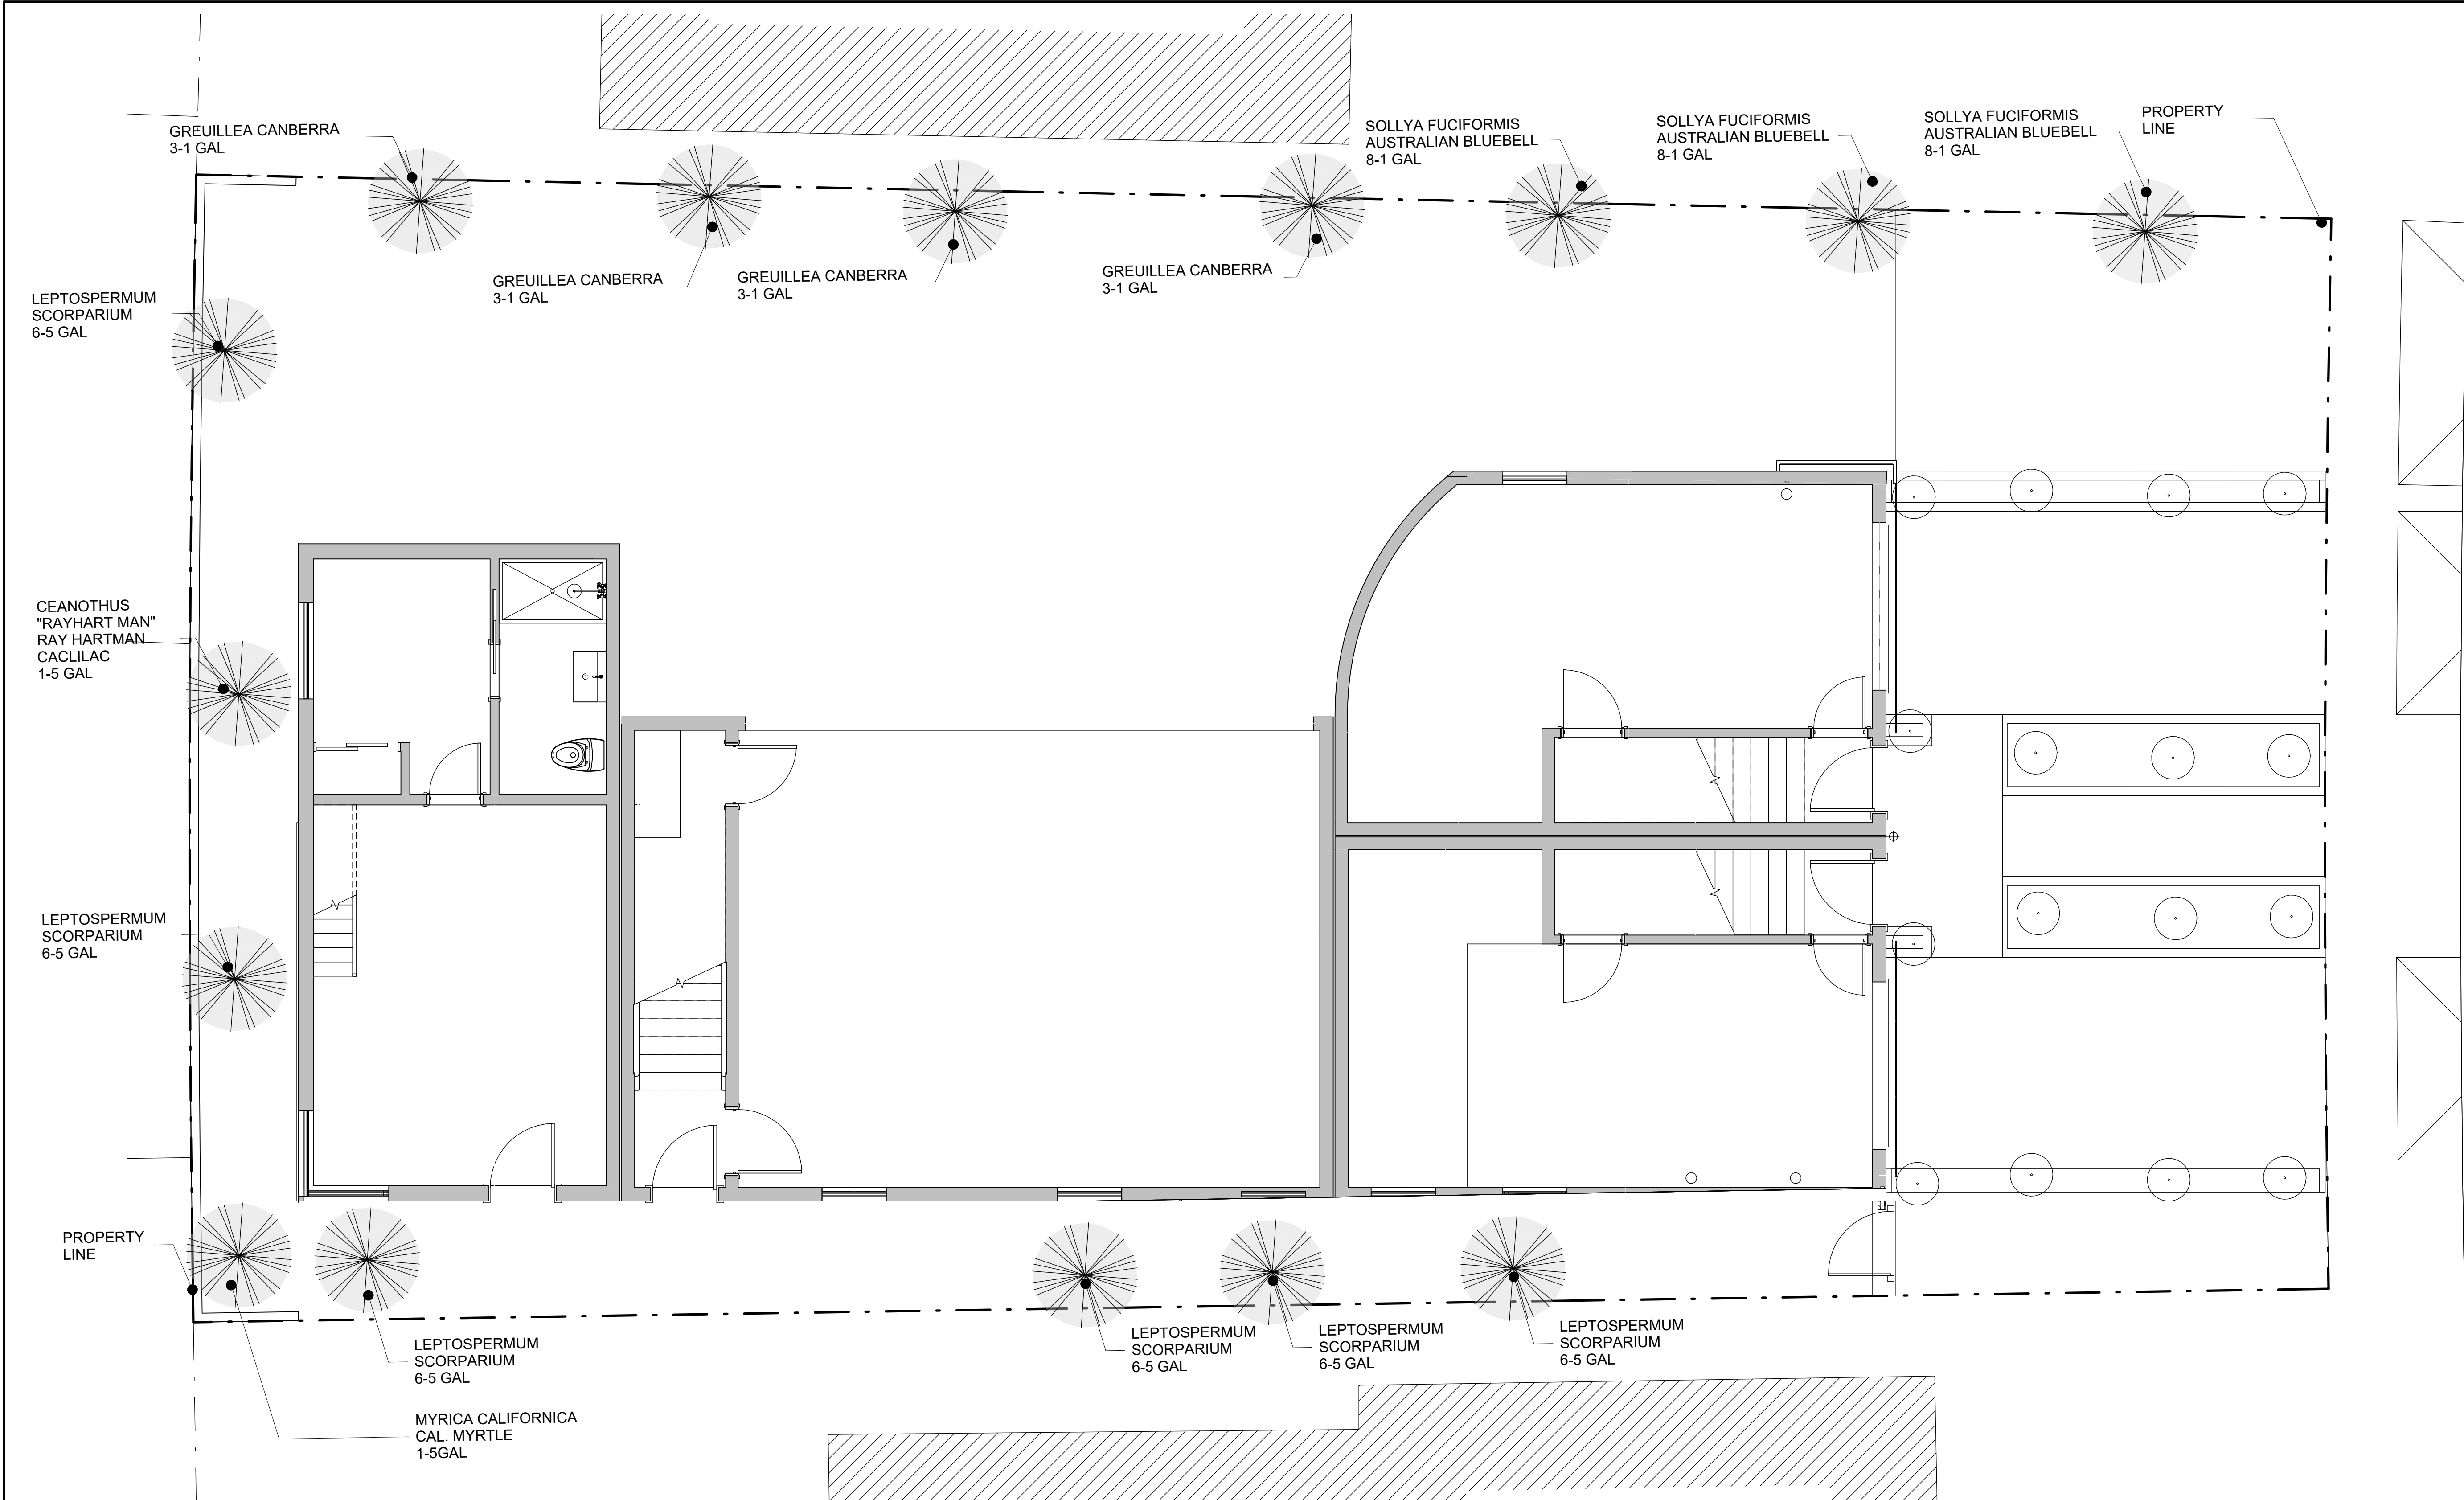 GREUILLEA CANBERRA
3-1 GAL
SOLLYA FUCIFORMIS
AUSTRALIAN BLUEBELL
8-1 GAL
SOLLYA FUCIFORMIS
AUSTRALIAN BLUEBELL
8-1 GAL
SOLLYA FUCIFORMIS
AUSTRALIAN BLUEBELL
8-1 GAL
PROPERTY
LINE
GREUILLEA CANBERRA
3-1 GAL
GREUILLEA CANBERRA
3-1 GAL
GREUILLEA CANBERRA
3-1 GAL
LEPTOSPERMUM
SCORPARIUM
6-5 GAL
CEANOTHUS
"RAYHART MAN"
RAY HARTMAN
CACLILAC
1-5 GAL
LEPTOSPERMUM
SCORPARIUM
6-5 GAL
PROPERTY
LINE
LEPTOSPERMUM
SCORPARIUM
6-5 GAL
LEPTOSPERMUM
SCORPARIUM
6-5 GAL
LEPTOSPERMUM
SCORPARIUM
6-5 GAL
LEPTOSPERMUM
SCORPARIUM
6-5 GAL
MYRICA CALIFORNICA
CAL. MYRTLE
1-5GAL